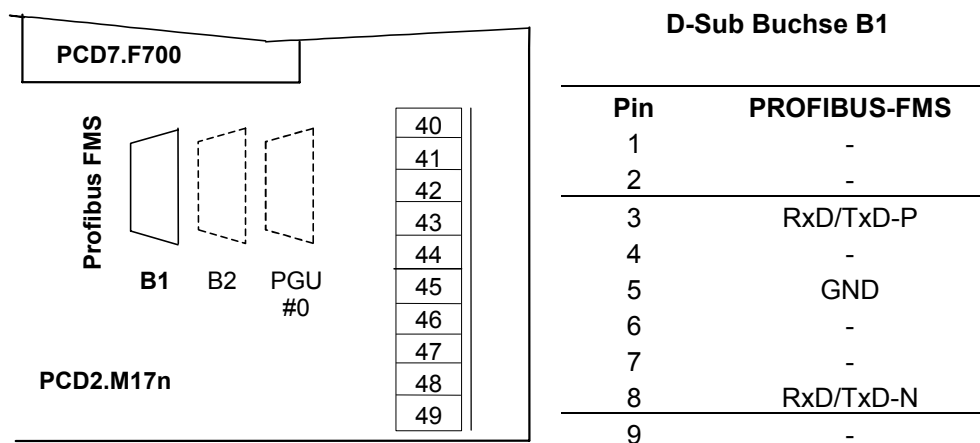 PCD7.F700
Profibus FMS
B1 B2 PGU
#0
PCD2.M17n
40
41
42
43
44
45
46
47
48
49
D-Sub Buchse B1
Pin PROFIBUS-FMS
1 -
2 -
3 RxD/TxD-P
4 -
5 GND
6 -
7 -
8 RxD/TxD-N
9 -